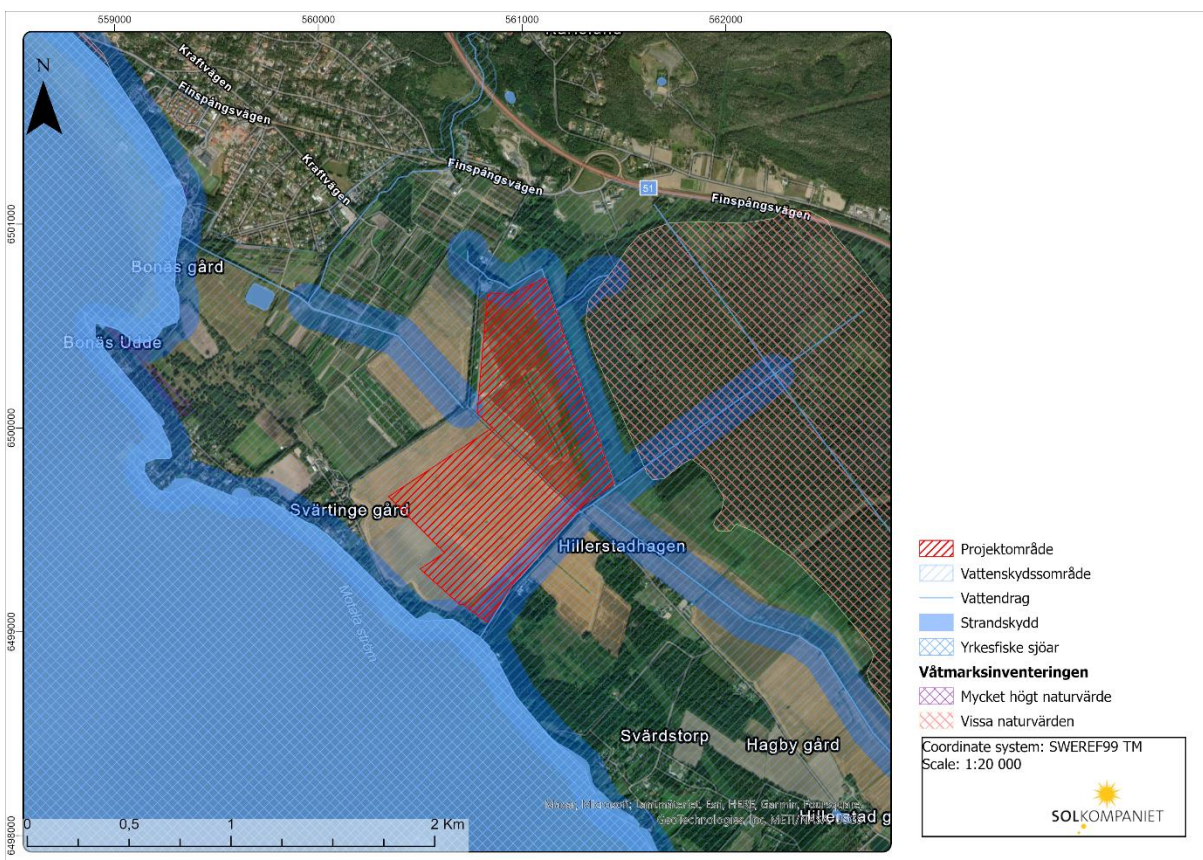 559000
560000
561000
562000
N
Kraftvägen
Finspångsvägen
Kraftvägen
Finspångsvägen
51
Finspångsvägen
6501000
Bonäs gård
Bonäs Udde
6500000
Svärtinge gård
Hillerstadhagen
Motala ström
6499000
Svärdstorp
Hagby gård
Hillerstad g
6498000
0
0,5
1
2 Km
Projektområde
Vattenskydssområde
Vattendrag
Strandskydd
Yrkesfiske sjöar
Våtmarksinventeringen
Mycket högt naturvärde
Vissa naturvärden
Coordinate system: SWEREF99 TM
Scale: 1:20 000
SOLKOMPANIET